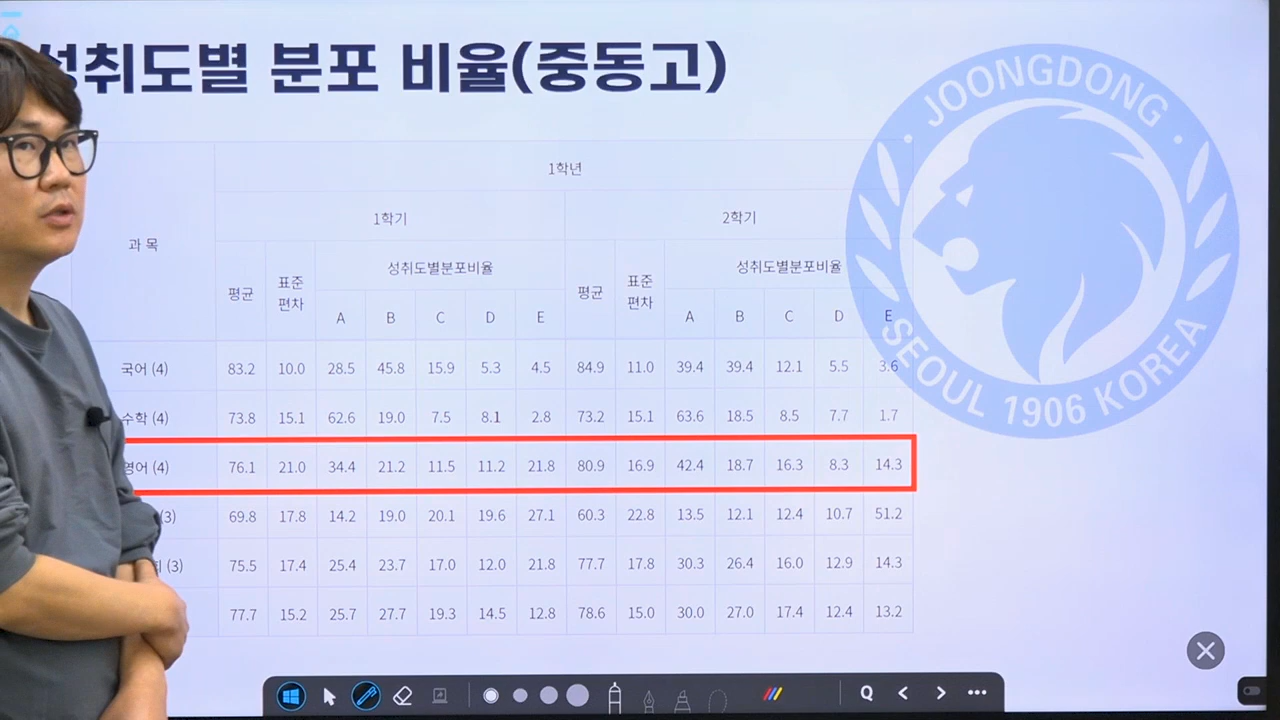 성취도별 분포 비율(중동고)
JOONGDONG
SEOUL 1906 KOREA
과 목
1학년
1학기
2학기
평균
표준
편차
성취도별분포비율
A B C D E
평균
표준
편차
성취도별분포비율
A B C D E
국어 (4) 83.2 10.0 28.5 45.8 15.9 5.3 4.5 84.9 11.0 39.4 39.4 12.1 5.5 3.6
수학 (4) 73.8 15.1 62.6 19.0 7.5 8.1 2.8 73.2 15.1 63.6 18.5 8.5 7.7 1.7
영어 (4) 76.1 21.0 34.4 21.2 11.5 11.2 21.8 80.9 16.9 42.4 18.7 16.3 8.3 14.3
(3) 69.8 17.8 14.2 19.0 20.1 19.6 27.1 60.3 22.8 13.5 12.1 12.4 10.7 51.2
(3) 75.5 17.4 25.4 23.7 17.0 12.0 21.8 77.7 17.8 30.3 26.4 16.0 12.9 14.3
77.7 15.2 25.7 27.7 19.3 14.5 12.8 78.6 15.0 30.0 27.0 17.4 12.4 13.2